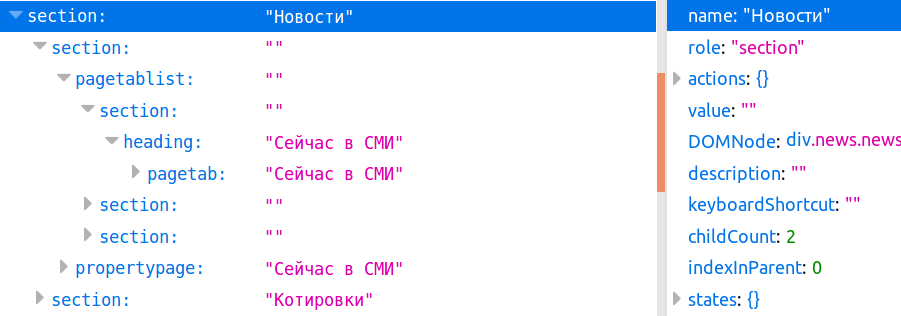 section: "Новости"
section: ""
pagetablist: ""
section: ""
heading: "Сейчас в СМИ"
pagetab: "Сейчас в СМИ"
section: ""
section: ""
propertypage: "Сейчас в СМИ"
section: "Котировки"
name: "Новости"
role: "section"
actions: {}
value: ""
DOMNode: div.news.news
description: ""
keyboardShortcut: ""
childCount: 2
indexInParent: 0
states: {}